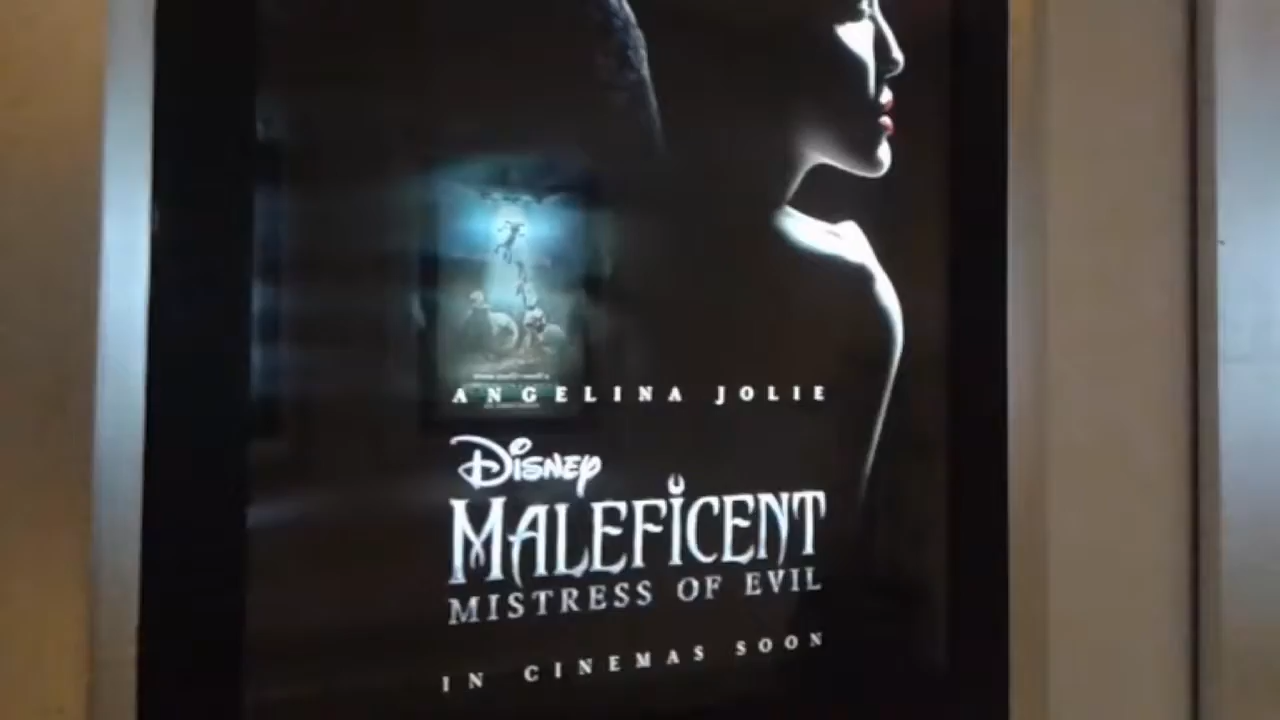 ANGELINA JOLIE
Disney
MALEFICENT
MISTRESS OF EVIL
IN CINEMAS SOON